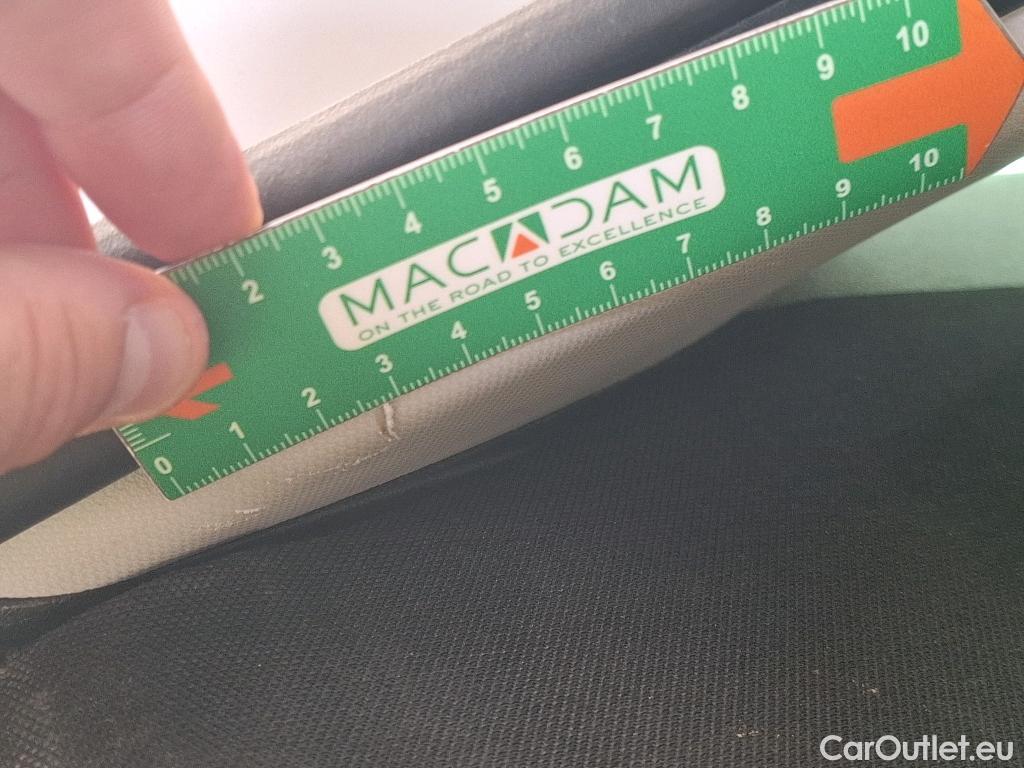 2 3 4 5 6 7 8 9 10
MACADAM
ON THE ROAD TO EXCELLENCE
0 1 2 3 4 5 6 7 8 9 10
CarOutlet.eu